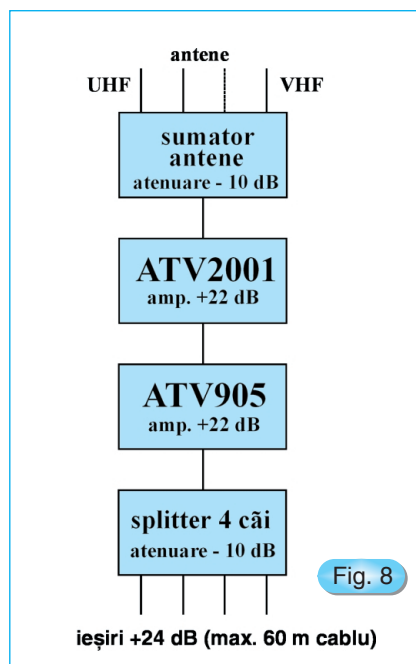 antene
UHF VHF
sumator
antene
atenuare - 10 dB
ATV2001
amp. +22 dB
ATV905
amp. +22 dB
splitter 4 cãi
atenuare - 10 dB
Fig. 8
ieșiri +24 dB (max. 60 m cablu)